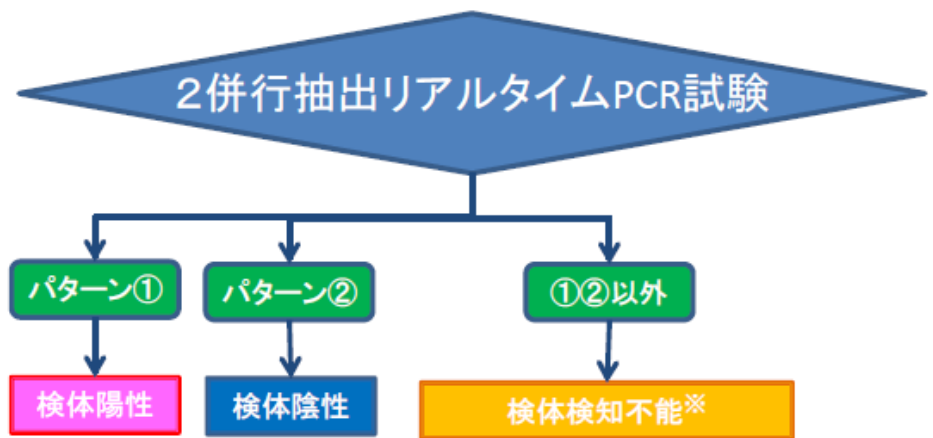 ２併行抽出リアルタイムPCR試験
パターン①
パターン②
①②以外
検体陽性
検体陰性
検体検知不能※